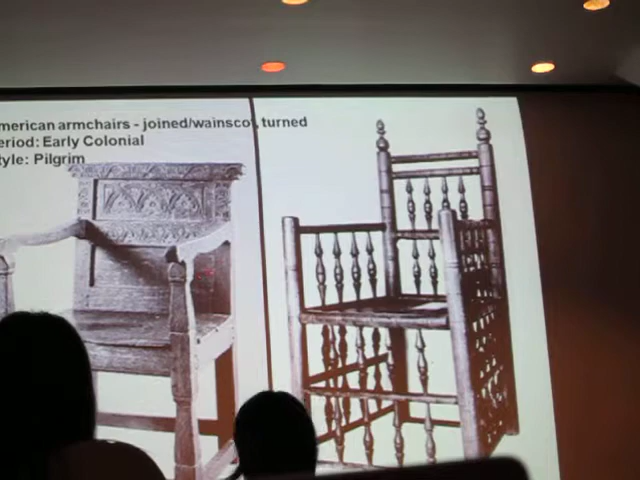 merican armchairs - joined/wainscot, turned
eriod: Early Colonial
tyle: Pilgrim